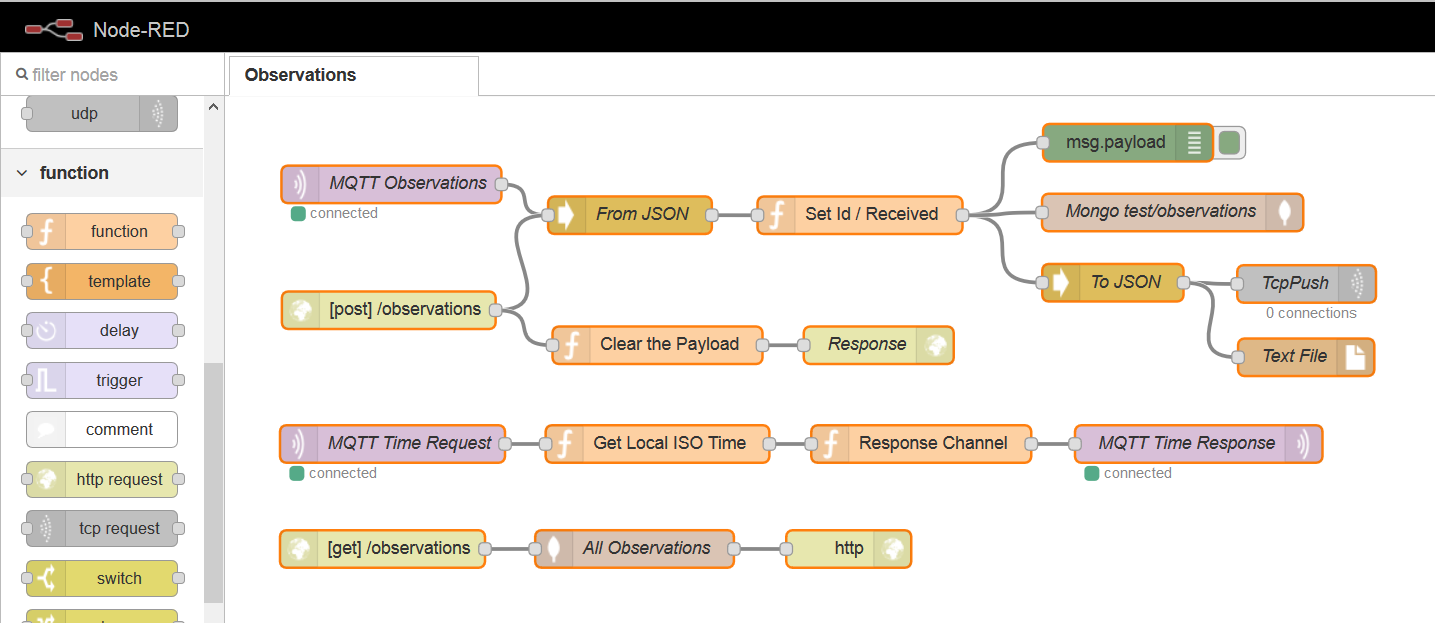 Node-RED
filter nodes
Observations
udp
function
function
template
delay
trigger
comment
http request
tcp request
switch
MQTT Observations
connected
[post] /observations
From JSON
Set Id / Received
msg.payload
Mongo test/observations
To JSON
TcpPush
0 connections
Text File
Clear the Payload
Response
MQTT Time Request
connected
Get Local ISO Time
Response Channel
MQTT Time Response
connected
[get] /observations
All Observations
http